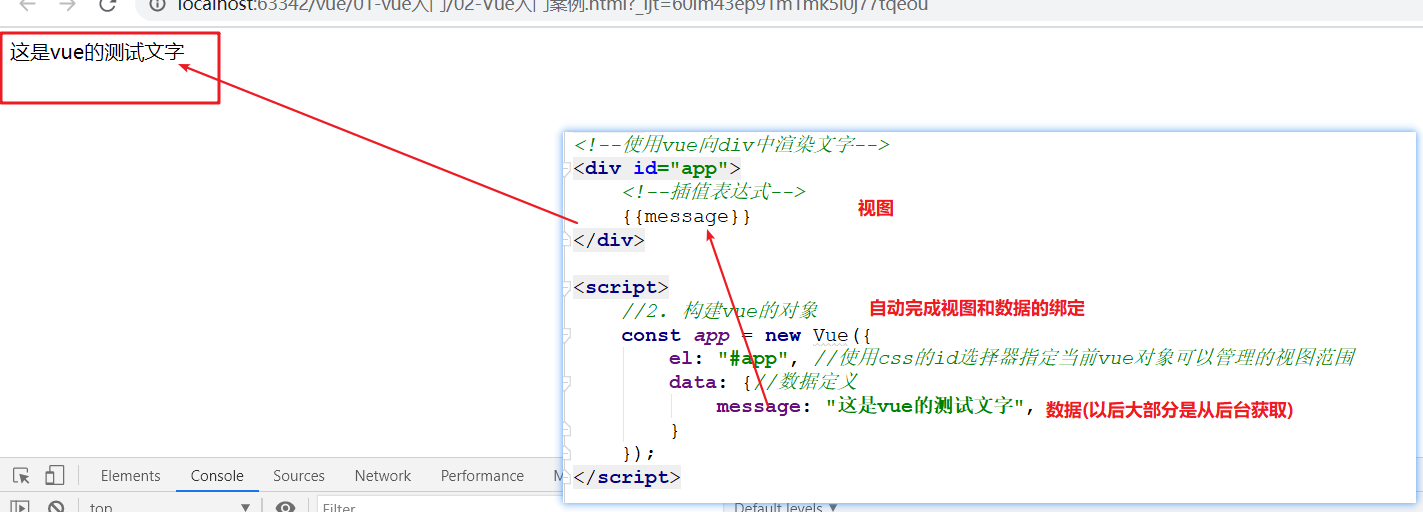 localhost:63342/vue/01-vue入门/02-Vue入门案例.html?_ijt=60im43ep91m1mk5i0j77tqeou
这是vue的测试文字
<!--使用vue向div中渲染文字-->
<div id="app">
<!--插值表达式-->
{{message}}
视图
</div>
<script>
//2. 构建vue的对象
自动完成视图和数据的绑定
const app = new Vue({
el: "#app", //使用css的id选择器指定当前vue对象可以管理的视图范围
data: {//数据定义
message: "这是vue的测试文字",
数据(以后大部分是从后台获取)
}
});
</script>
Elements Console Sources Network Performance
top Filter Default levels